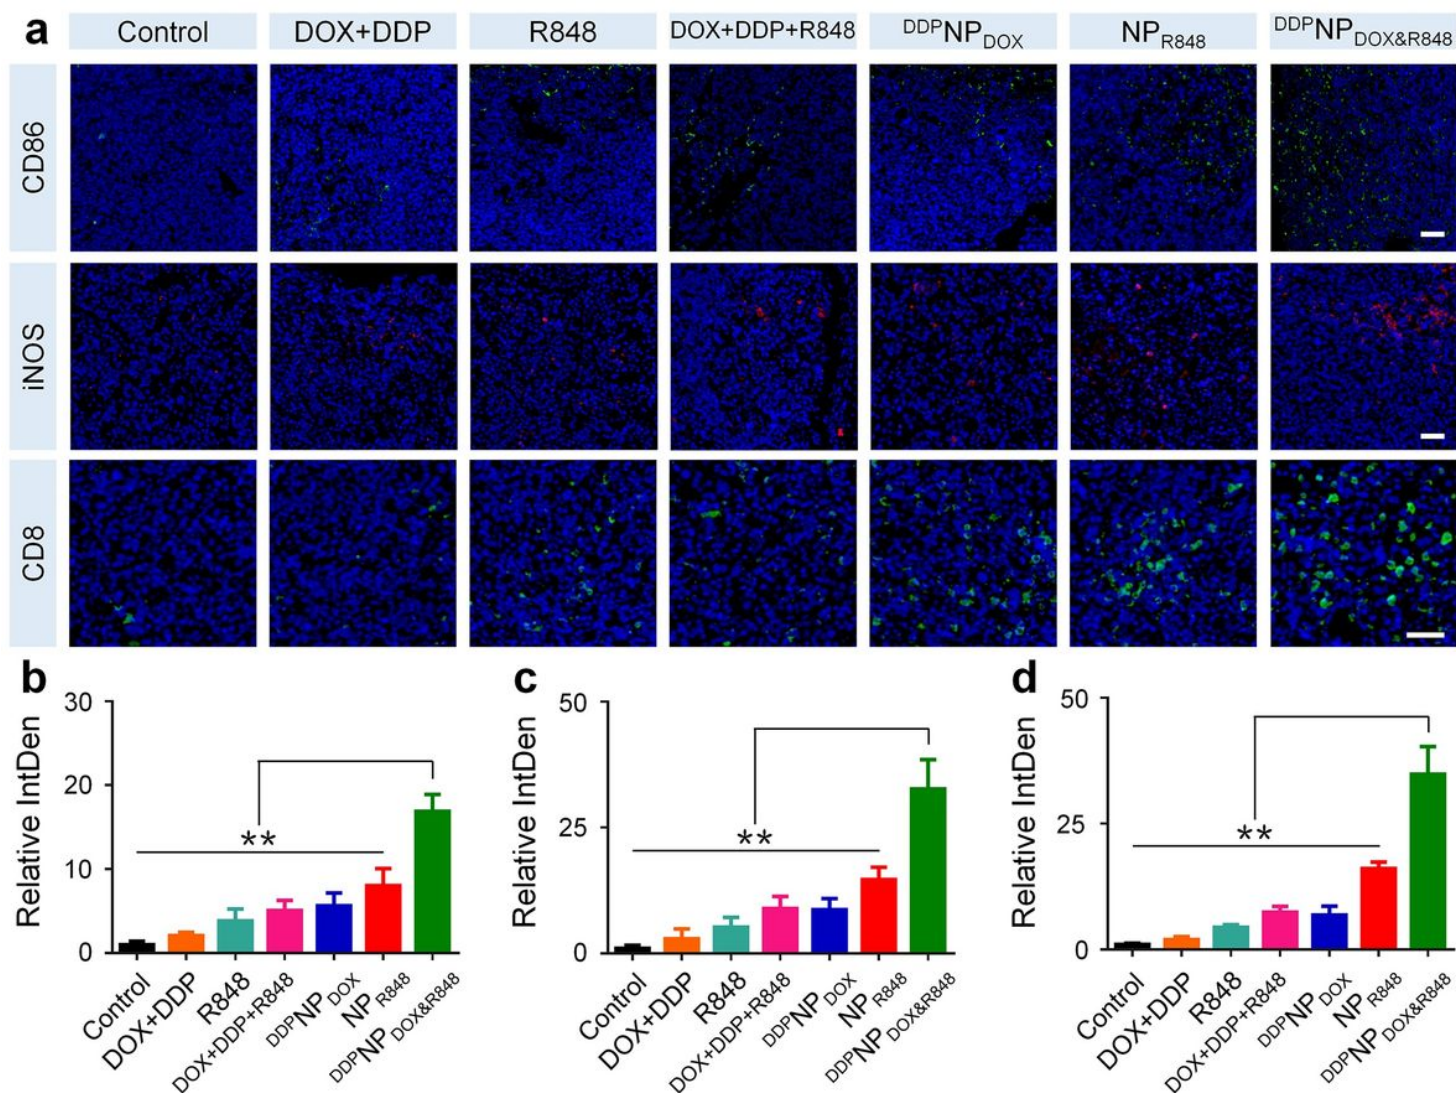 a
Control DOX+DDP R848 DOX+DDP+R848 DDPNPDOX NPR848 DDPNPDOX&R848
CD86
iNOS
CD8
b
Relative IntDen
30
20
10
0
**
Control DOX+DDP R848 DOX+DDP+R848 DDPNPDOX NPR848 DDPNPDOX&R848
c
Relative IntDen
50
25
0
**
Control DOX+DDP R848 DOX+DDP+R848 DDPNPDOX NPR848 DDPNPDOX&R848
d
Relative IntDen
50
25
0
**
Control DOX+DDP R848 DOX+DDP+R848 DDPNPDOX NPR848 DDPNPDOX&R848